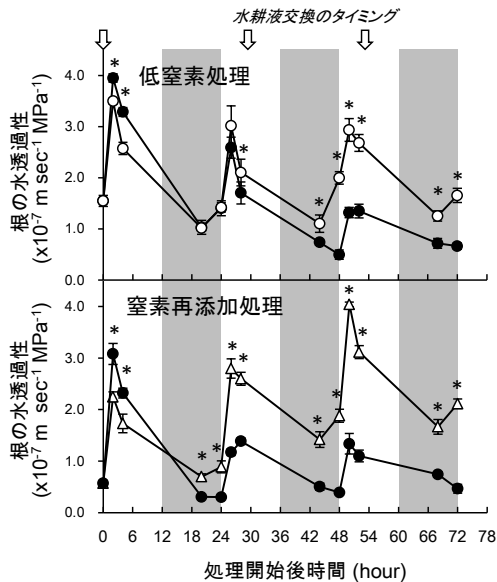 水耕液交換のタイミング
低窒素処理
根の水透過性
(x10⁻⁷ m sec⁻¹ MPa⁻¹)
4.0
3.0
2.0
1.0
0.0
* * * * * * * *
窒素再添加処理
根の水透過性
(x10⁻⁷ m sec⁻¹ MPa⁻¹)
4.0
3.0
2.0
1.0
0.0
* * * * * * * * * * * *
0 6 12 18 24 30 36 42 48 54 60 66 72 78
処理開始後時間 (hour)